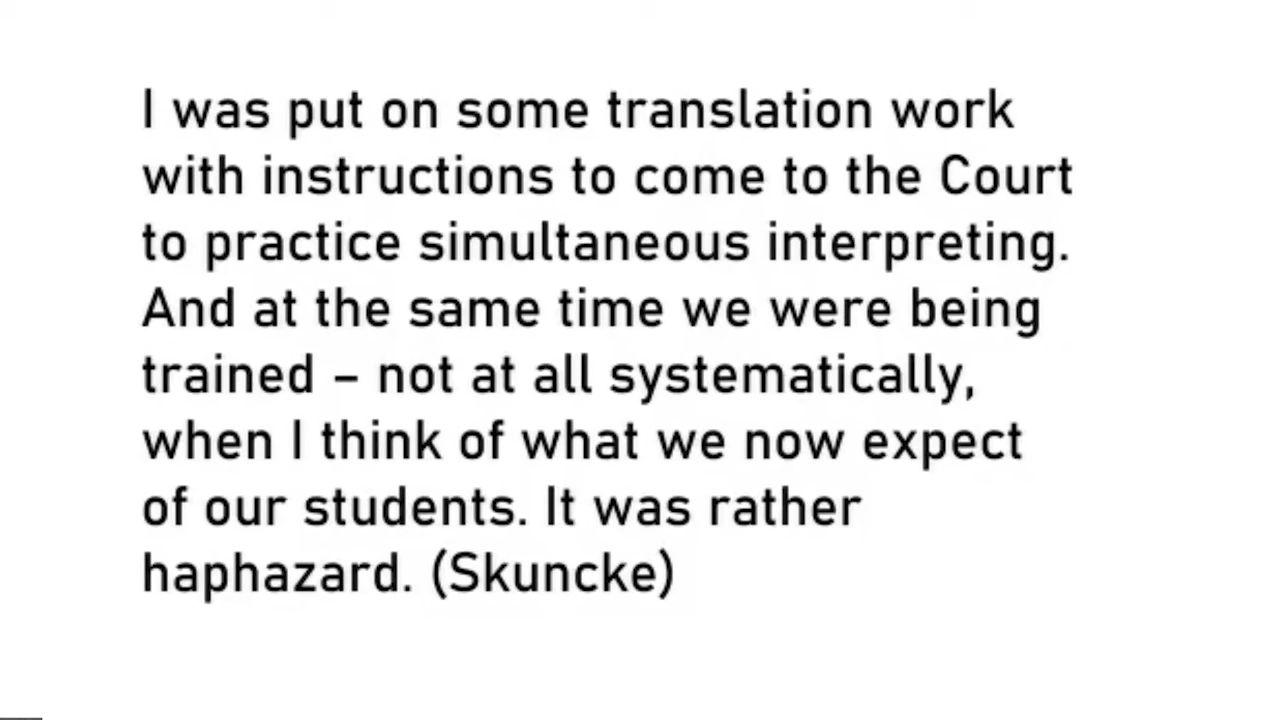 I was put on some translation work
with instructions to come to the Court
to practice simultaneous interpreting.
And at the same time we were being
trained – not at all systematically,
when I think of what we now expect
of our students. It was rather
haphazard. (Skuncke)